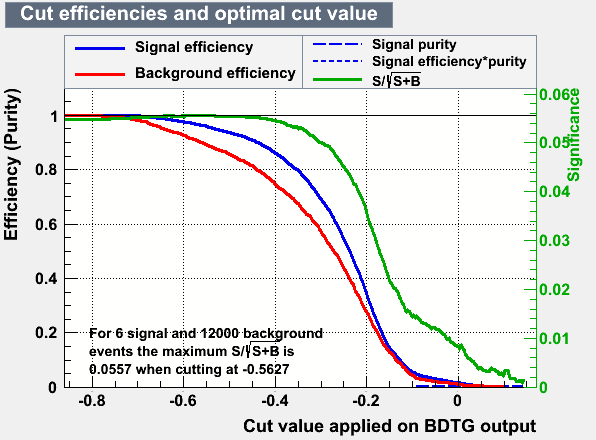 Cut efficiencies and optimal cut value
Signal efficiency
Background efficiency
Signal purity
Signal efficiency*purity
S/√S+B
Efficiency (Purity)
1
0.8
0.6
0.4
0.2
0
0.06
0.05
0.04
0.03
0.02
0.01
0
Significance
For 6 signal and 12000 background
events the maximum S/√S+B is
0.0557 when cutting at -0.5627
-0.8 -0.6 -0.4 -0.2 0
Cut value applied on BDTG output